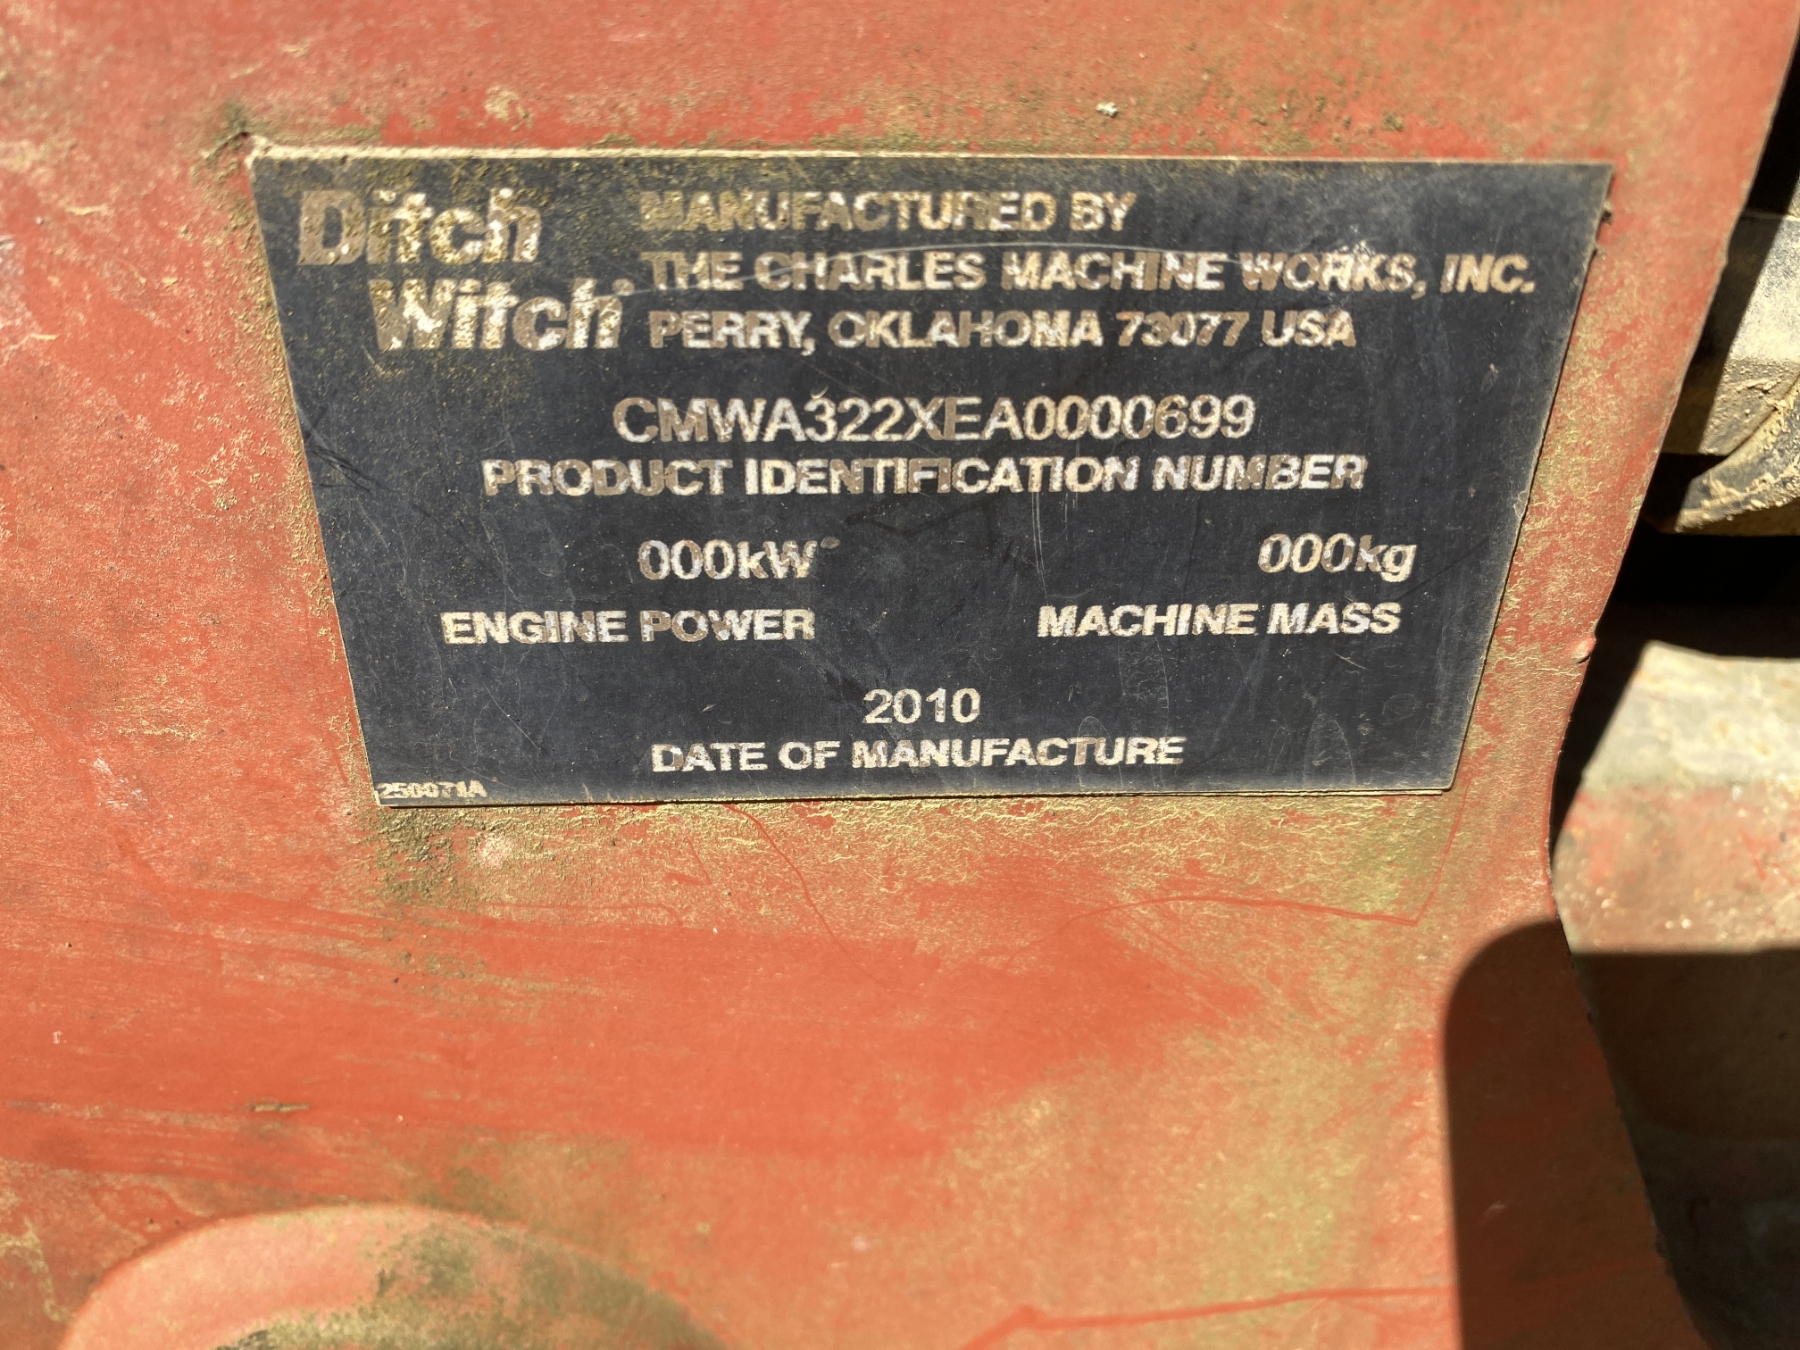 Ditch
Witch®
MANUFACTURED BY
THE CHARLES MACHINE WORKS, INC.
PERRY, OKLAHOMA 73077 USA
CMWA322XEA0000699
PRODUCT IDENTIFICATION NUMBER
000kW
ENGINE POWER
000kg
MACHINE MASS
2010
DATE OF MANUFACTURE
250071A